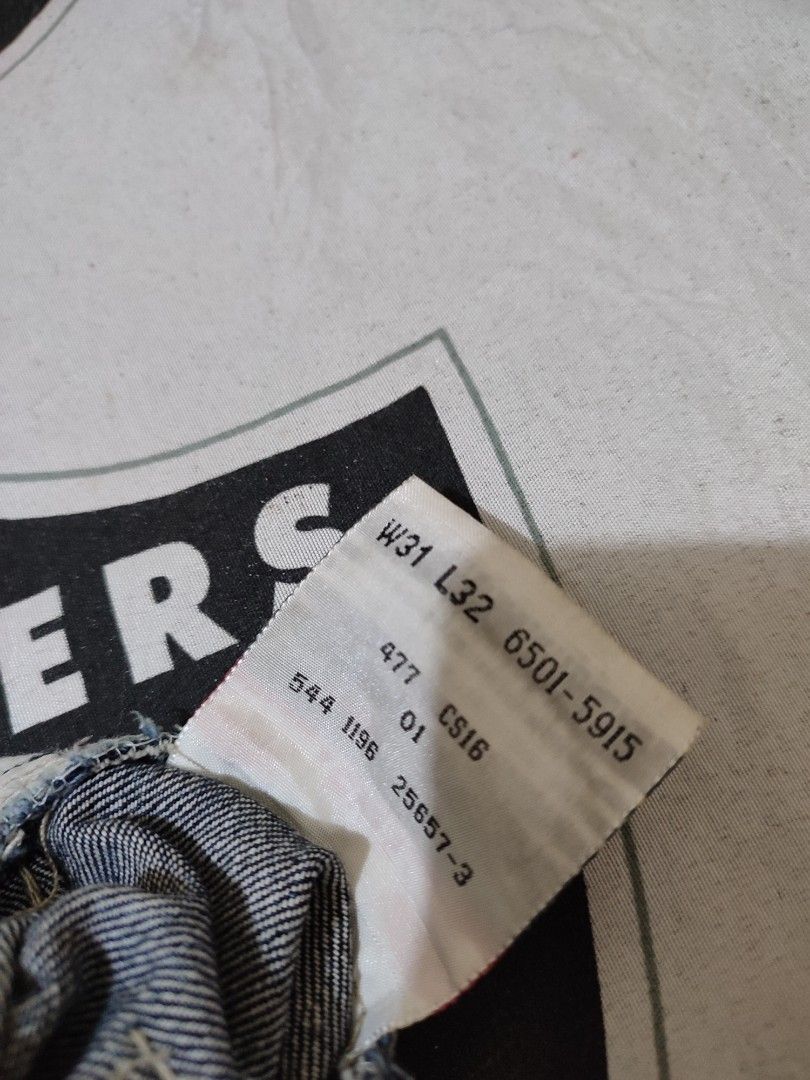 ERS
W31 L32 6501-5915
477 CS16
01
544 1196 25657-3